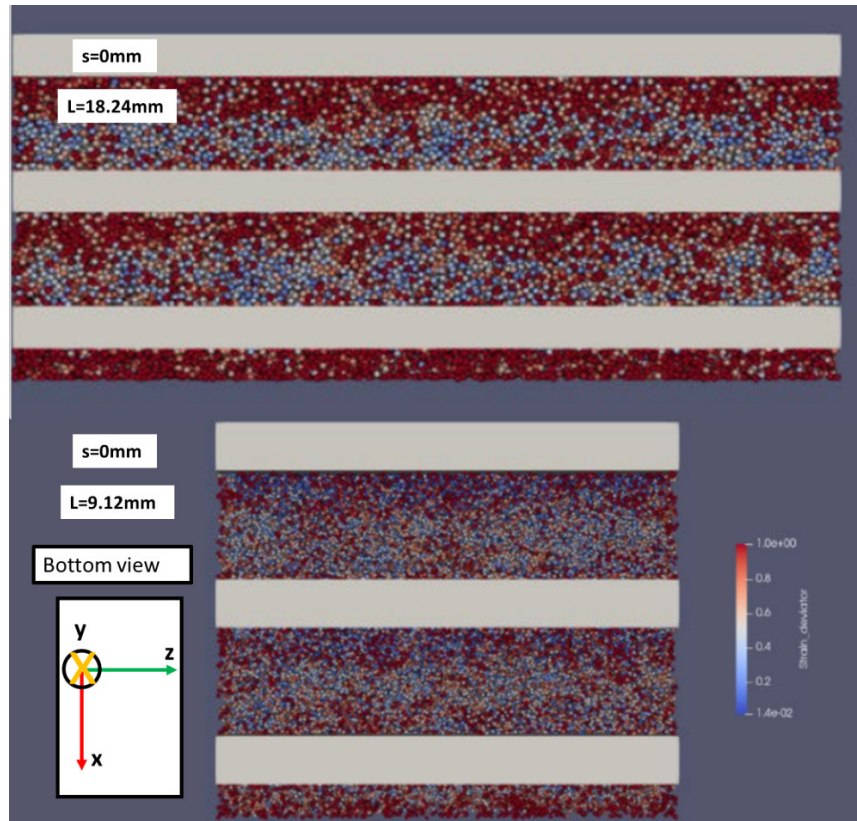 s=0mm
L=18.24mm
s=0mm
L=9.12mm
Bottom view
y
z
x
1.0e+00
0.8
0.6
0.4
0.2
1.4e-02
Strain_deviator